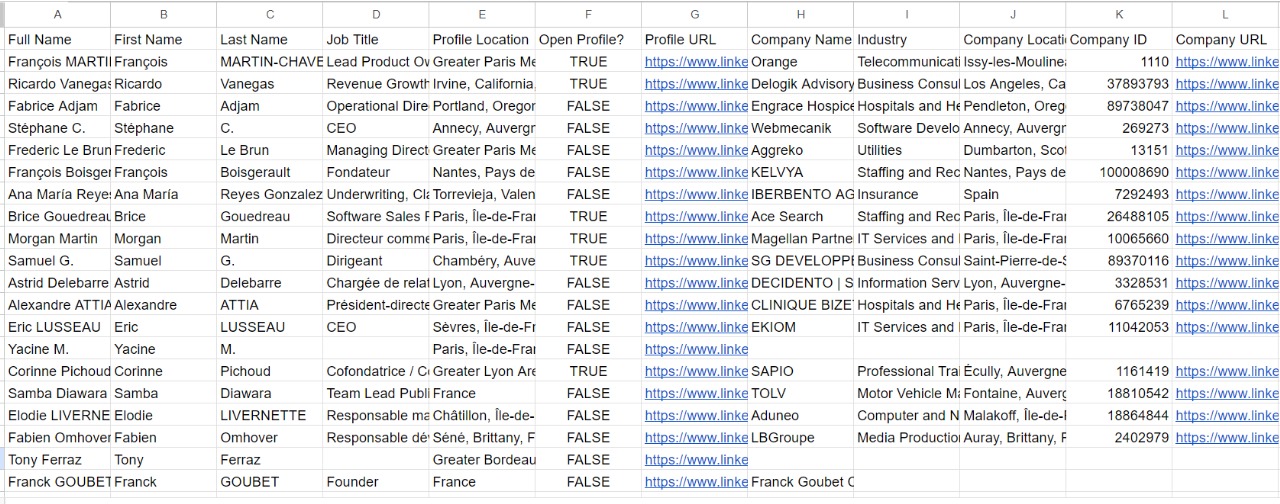 A B C D E F G H I J K L
Full Name First Name Last Name Job Title Profile Location Open Profile? Profile URL Company Name Industry Company Locati Company ID Company URL
François MARTI François MARTIN-CHAVE Lead Product Ow Greater Paris Me TRUE https://www.linke Orange Telecommunicati Issy-les-Moulinea 1110 https://www.linke
Ricardo Vanegas Ricardo Vanegas Revenue Growth Irvine, California, TRUE https://www.linke Delogik Advisory Business Consul Los Angeles, Ca 37893793 https://www.linke
Fabrice Adjam Fabrice Adjam Operational Dire Portland, Oregon FALSE https://www.linke Engrace Hospice Hospitals and He Pendleton, Oreg 89738047 https://www.linke
Stéphane C. Stéphane C. CEO Annecy, Auvergn FALSE https://www.linke Webmecanik Software Develo Annecy, Auvergn 269273 https://www.linke
Frederic Le Brun Frederic Le Brun Managing Direct Greater Paris Me FALSE https://www.linke Aggreko Utilities Dumbarton, Scot 13151 https://www.linke
François Boisger François Boisgerault Fondateur Nantes, Pays de FALSE https://www.linke KELVYA Staffing and Rec Nantes, Pays de 100008690 https://www.linke
Ana María Reyes Ana María Reyes Gonzalez Underwriting, Cla Torrevieja, Valen FALSE https://www.linke IBERBENTO AG Insurance Spain 7292493 https://www.linke
Brice Gouedreau Brice Gouedreau Software Sales F Paris, Île-de-Fran TRUE https://www.linke Ace Search Staffing and Rec Paris, Île-de-Fran 26488105 https://www.linke
Morgan Martin Morgan Martin Directeur comme Paris, Île-de-Fran TRUE https://www.linke Magellan Partne IT Services and Paris, Île-de-Fran 10065660 https://www.linke
Samuel G. Samuel G. Dirigeant Chambéry, Auve TRUE https://www.linke SG DEVELOPPE Business Consul Saint-Pierre-de-S 89370116 https://www.linke
Astrid Delebarre Astrid Delebarre Chargée de relat Lyon, Auvergne- FALSE https://www.linke DECIDENTO | S Information Serv Lyon, Auvergne- 3328531 https://www.linke
Alexandre ATTIA Alexandre ATTIA Président-directe Greater Paris Me FALSE https://www.linke CLINIQUE BIZE Hospitals and He Paris, Île-de-Fran 6765239 https://www.linke
Eric LUSSEAU Eric LUSSEAU CEO Sèvres, Île-de-Fr FALSE https://www.linke EKIOM IT Services and Paris, Île-de-Fran 11042053 https://www.linke
Yacine M. Yacine M. Paris, Île-de-Fran FALSE https://www.linke
Corinne Pichoud Corinne Pichoud Cofondatrice / Co Greater Lyon Are TRUE https://www.linke SAPIO Professional Trai Écully, Auvergne 1161419 https://www.linke
Samba Diawara Samba Diawara Team Lead Publi France FALSE https://www.linke TOLV Motor Vehicle Ma Fontaine, Auverg 18810542 https://www.linke
Elodie LIVERNE Elodie LIVERNETTE Responsable ma Châtillon, Île-de- FALSE https://www.linke Aduneo Computer and N Malakoff, Île-de-F 18864844 https://www.linke
Fabien Omhover Fabien Omhover Responsable dév Séné, Brittany, F FALSE https://www.linke LBGroupe Media Production Auray, Brittany, F 2402979 https://www.linke
Tony Ferraz Tony Ferraz Greater Bordeau FALSE https://www.linke
Franck GOUBET Franck GOUBET Founder France FALSE https://www.linke Franck Goubet C